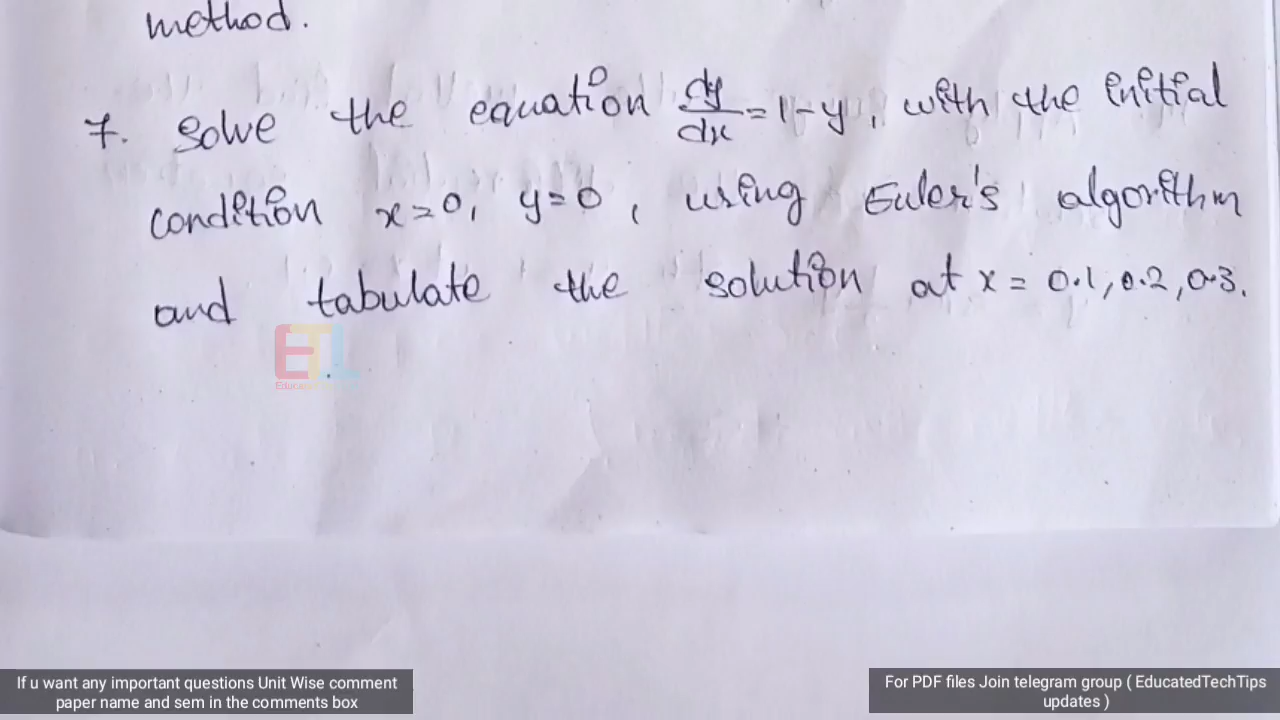 method.
7. Solve the equation dy/dx = 1-y, with the initial
condition x=0, y=0, using Euler's algorithm
and tabulate the solution at x = 0.1, 0.2, 0.3.
ETL
If u want any important questions Unit Wise comment
paper name and sem in the comments box
For PDF files Join telegram group ( EducatedTechTips
updates )